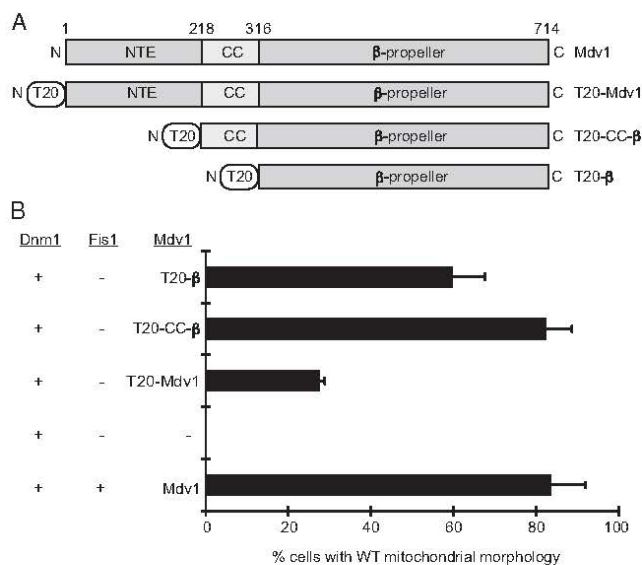 A
1 218 316 714
N NTE CC β-propeller C Mdv1
N T20 NTE CC β-propeller C T20-Mdv1
N T20 CC β-propeller C T20-CC-β
N T20 β-propeller C T20-β
B
Dnm1 Fis1 Mdv1
+ - T20-β
+ - T20-CC-β
+ - T20-Mdv1
+ - -
+ + Mdv1
0 20 40 60 80 100
% cells with WT mitochondrial morphology